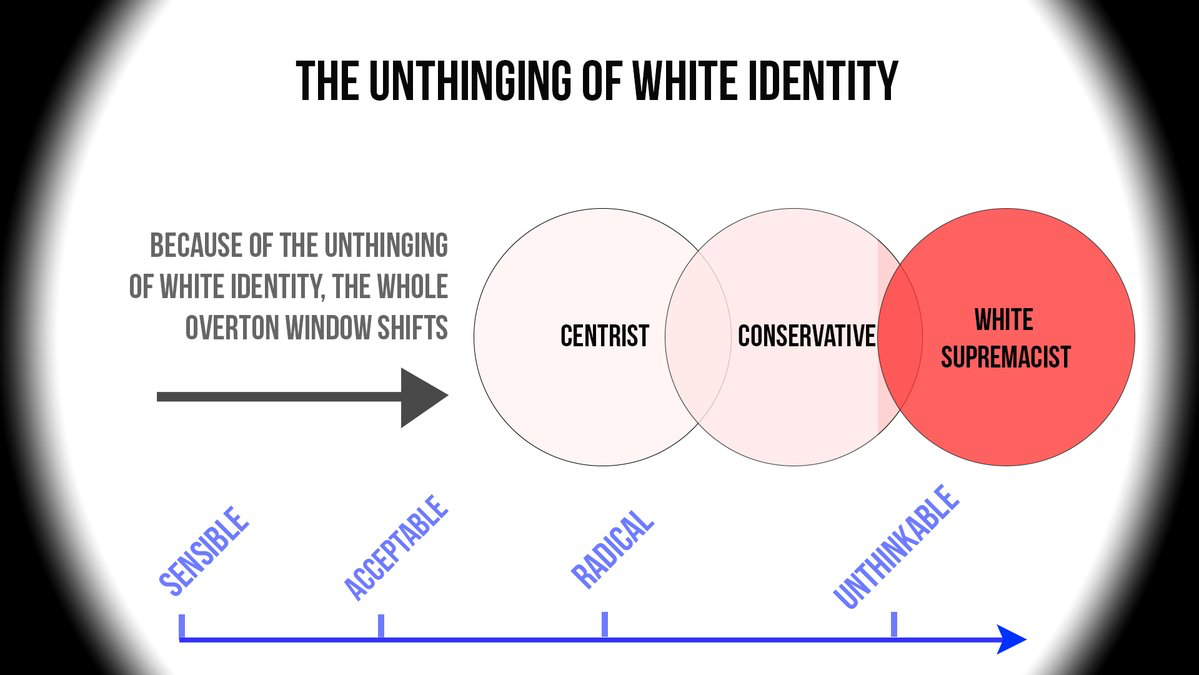 THE UNTHINGING OF WHITE IDENTITY
BECAUSE OF THE UNTHINGING
OF WHITE IDENTITY, THE WHOLE
OVERTON WINDOW SHIFTS
CENTRIST
CONSERVATIVE
WHITE
SUPREMACIST
SENSIBLE
ACCEPTABLE
RADICAL
UNTHINKABLE